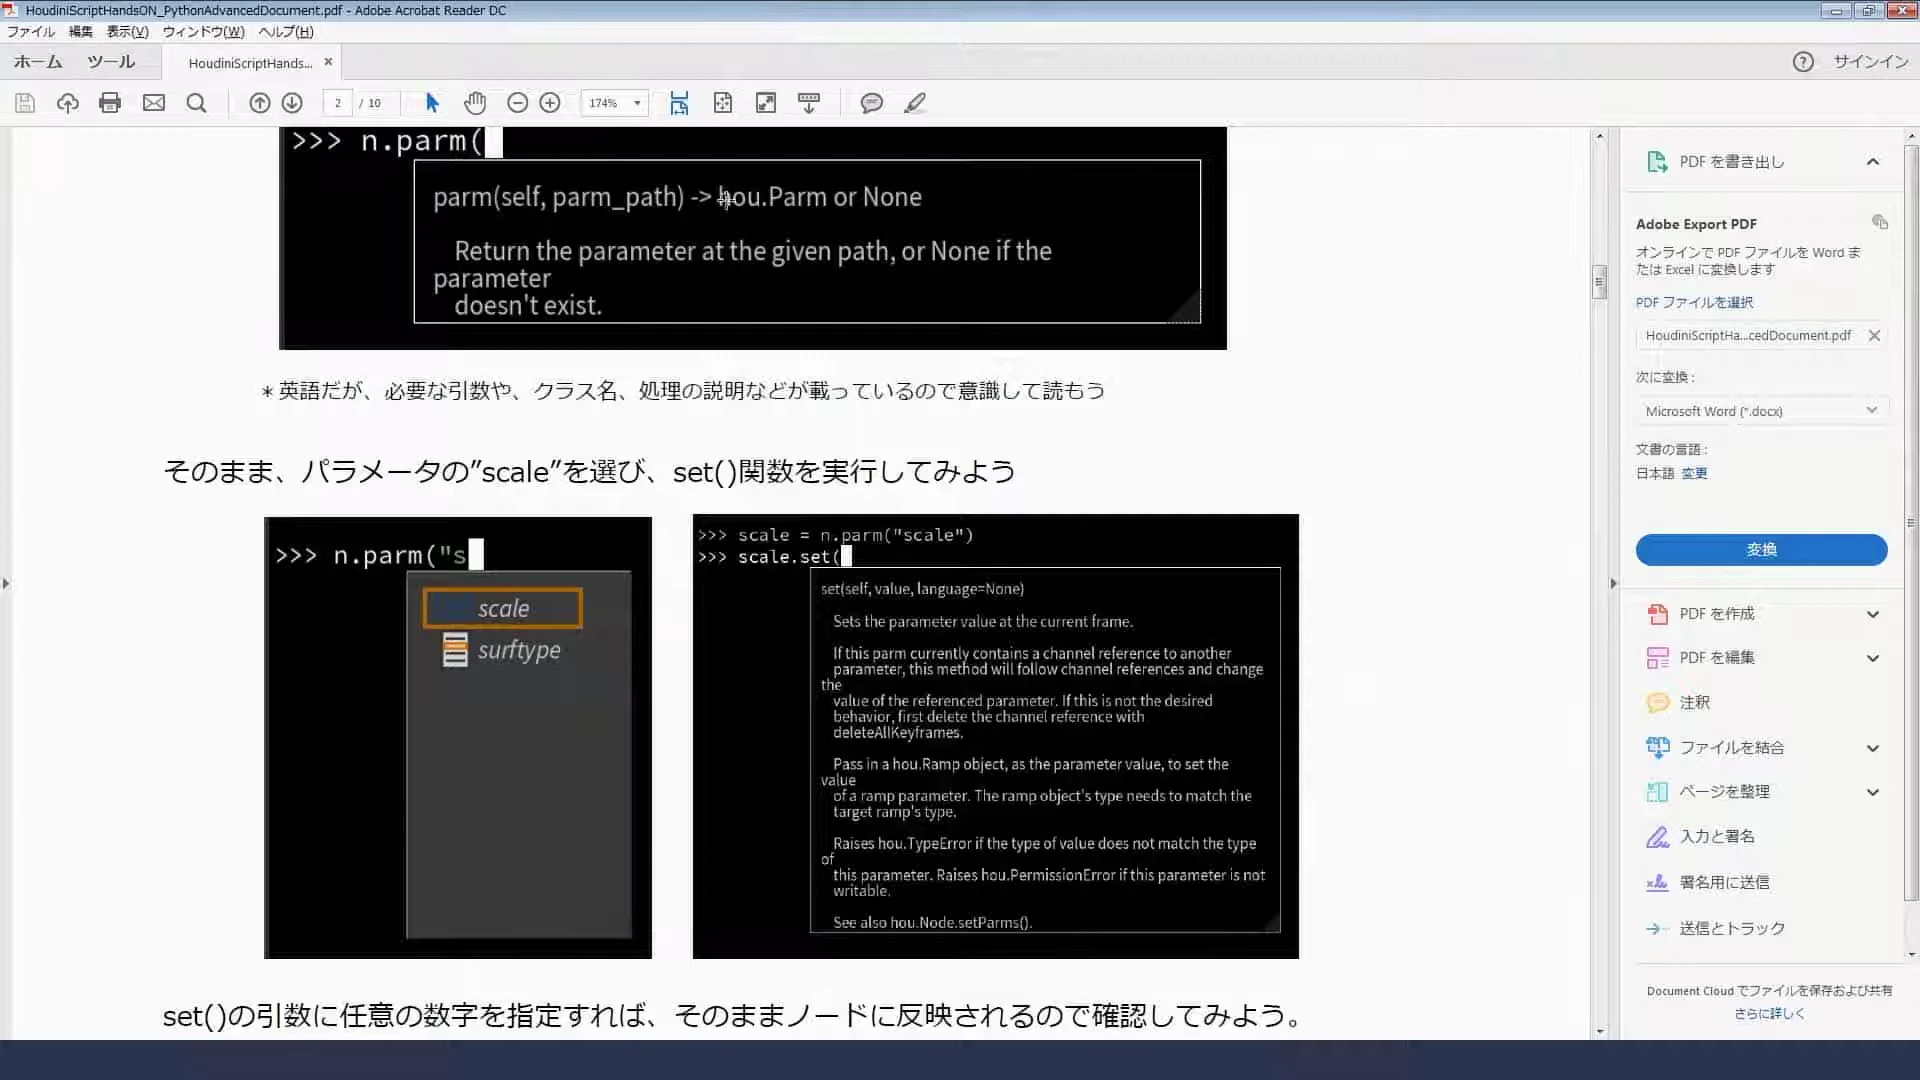 HoudiniScriptHandsON_PythonAdvancedDocument.pdf - Adobe Acrobat Reader DC
ファイル 編集 表示(V) ウィンドウ(W) ヘルプ(H)
ホーム ツール HoudiniScriptHands... × サインイン
2 / 10 174%
>>> n.parm(
parm(self, parm_path) -> hou.Parm or None
Return the parameter at the given path, or None if the
parameter
doesn't exist.
* 英語だが、必要な引数や、クラス名、処理の説明などが載っているので意識して読もう
そのまま、パラメータの”scale”を選び、set()関数を実行してみよう
>>> n.parm("s
scale
surftype
>>> scale = n.parm("scale")
>>> scale.set(
set(self, value, language=None)
Sets the parameter value at the current frame.
If this parm currently contains a channel reference to another
parameter, this method will follow channel references and change
the
value of the referenced parameter. If this is not the desired
behavior, first delete the channel reference with
deleteAllKeyframes.
Pass in a hou.Ramp object, as the parameter value, to set the
value
of a ramp parameter. The ramp object's type needs to match the
target ramp's type.
Raises hou.TypeError if the type of value does not match the type
of
this parameter. Raises hou.PermissionError if this parameter is not
writable.
See also hou.Node.setParms().
set()の引数に任意の数字を指定すれば、そのままノードに反映されるので確認してみよう。
PDF を書き出し
Adobe Export PDF
オンラインで PDF ファイルを Word ま
たは Excel に変換します
PDF ファイルを選択
HoudiniScriptHa...cedDocument.pdf
次に変換 :
Microsoft Word (*.docx)
文書の言語 :
日本語 変更
変換
PDF を作成
PDF を編集
注釈
ファイルを結合
ページを整理
入力と署名
署名用に送信
送信とトラック
Document Cloud でファイルを保存および共有
さらに詳しく